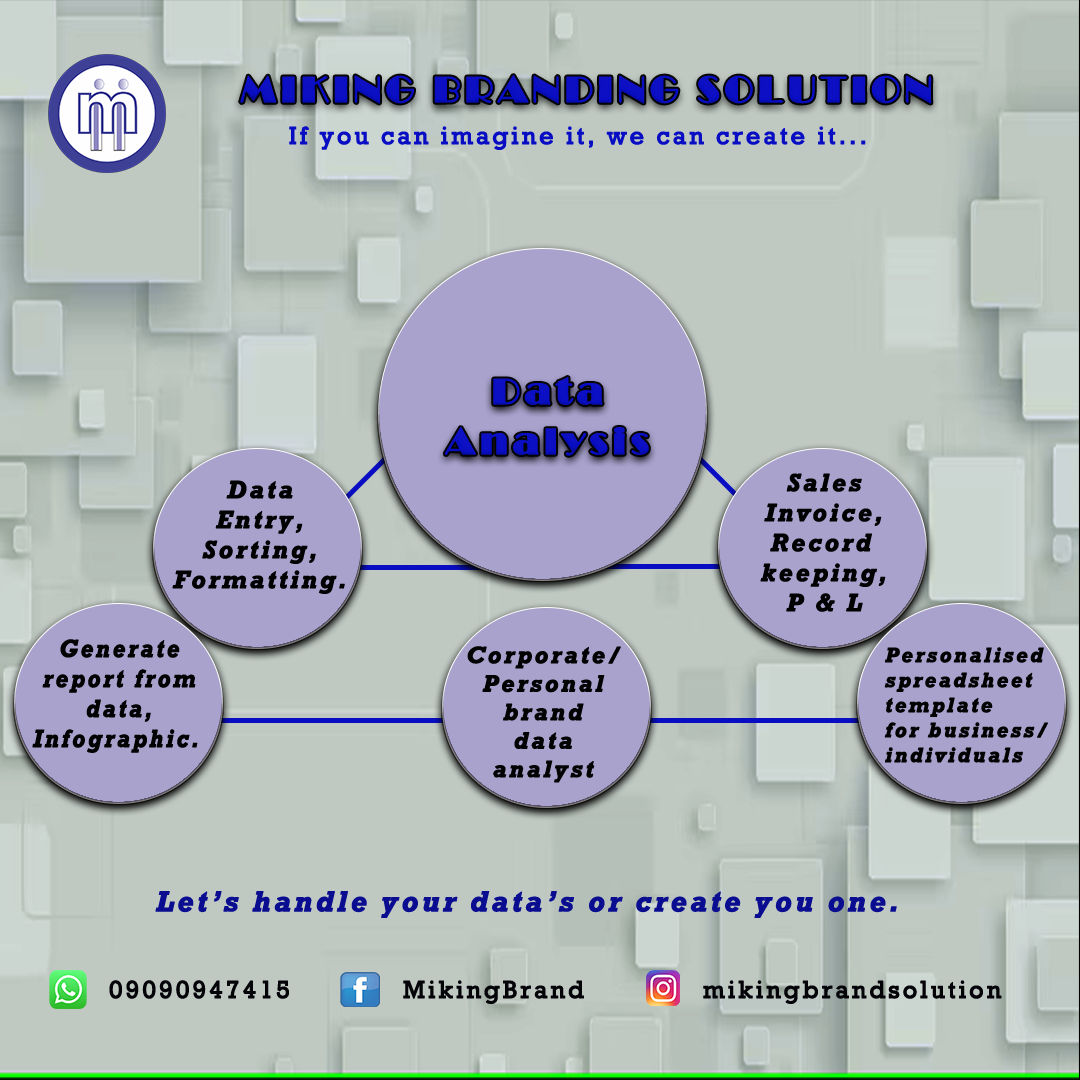 MIKING BRANDING SOLUTION
If you can imagine it, we can create it...
Data
Analysis
Data
Entry,
Sorting,
Formatting.
Sales
Invoice,
Record
keeping,
P & L
Generate
report from
data,
Infographic.
Corporate/
Personal
brand
data
analyst
Personalised
spreadsheet
template
for business/
individuals
Let’s handle your data’s or create you one.
09090947415
MikingBrand
mikingbrandsolution